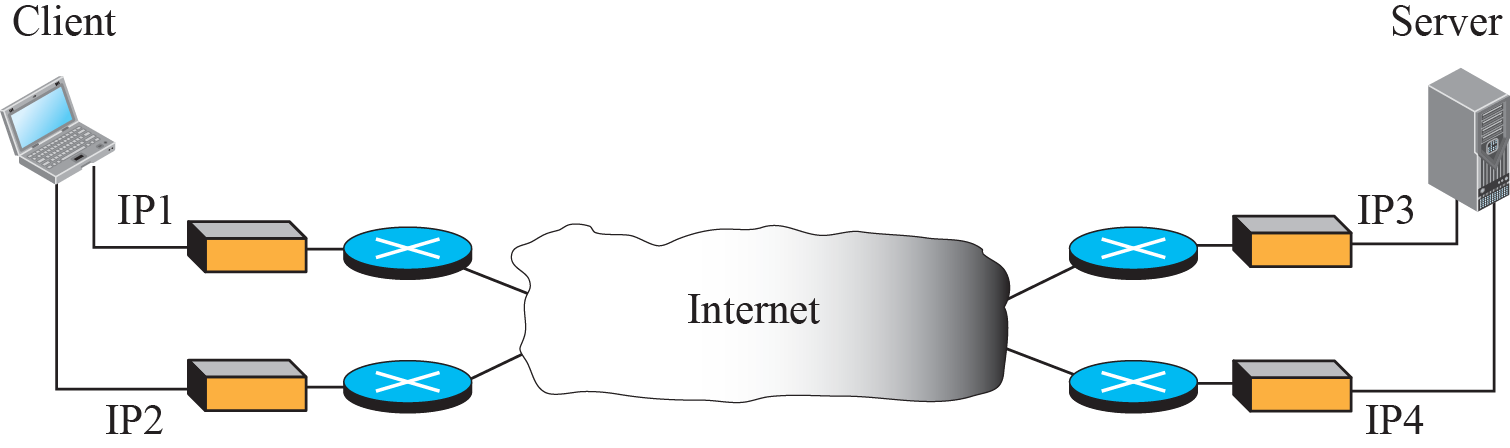 Client
Server
IP1
IP3
Internet
IP2
IP4